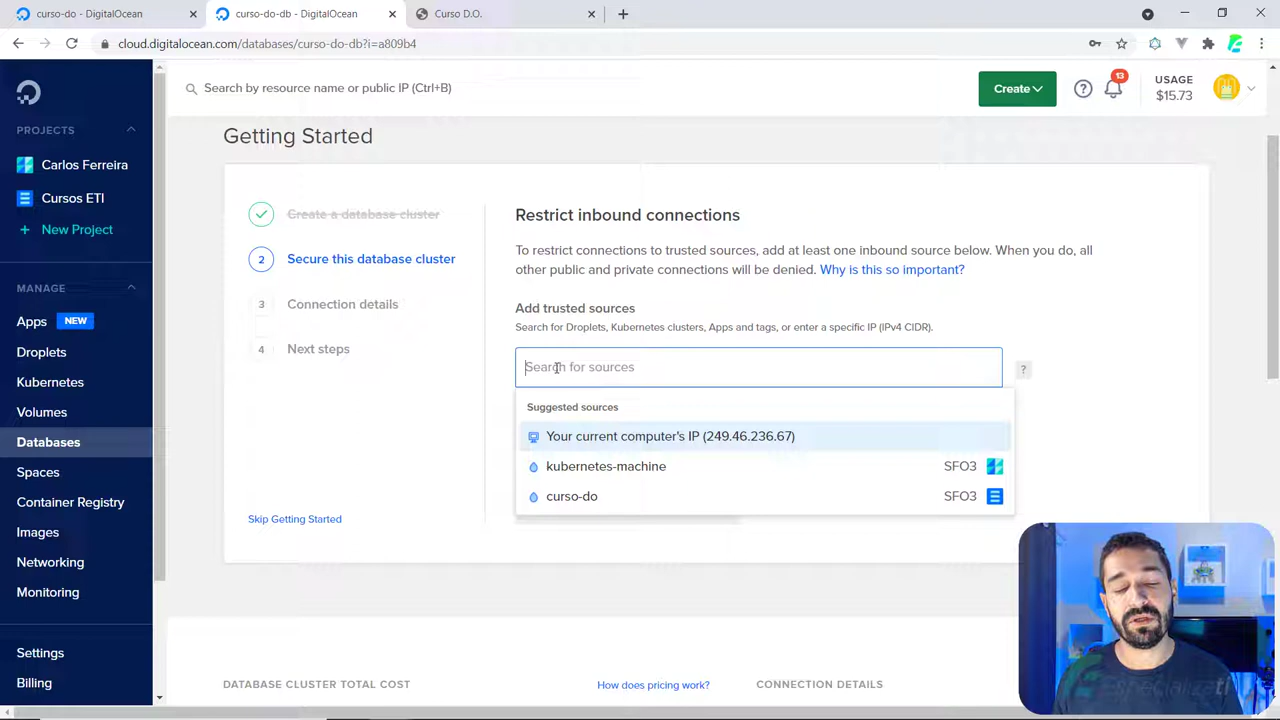 curso-do - DigitalOcean
curso-do-db - DigitalOcean
Curso D.O.
cloud.digitalocean.com/databases/curso-do-db?i=a809b4
Search by resource name or public IP (Ctrl+B)
Create
13
USAGE
$15.73
PROJECTS
Carlos Ferreira
Cursos ETI
+ New Project
MANAGE
Apps NEW
Droplets
Kubernetes
Volumes
Databases
Spaces
Container Registry
Images
Networking
Monitoring
Settings
Billing
Getting Started
Create a database cluster
2 Secure this database cluster
3 Connection details
4 Next steps
Skip Getting Started
Restrict inbound connections
To restrict connections to trusted sources, add at least one inbound source below. When you do, all
other public and private connections will be denied. Why is this so important?
Add trusted sources
Search for Droplets, Kubernetes clusters, Apps and tags, or enter a specific IP (IPv4 CIDR).
Search for sources
?
Suggested sources
Your current computer's IP (249.46.236.67)
kubernetes-machine SFO3
curso-do SFO3
DATABASE CLUSTER TOTAL COST
How does pricing work?
CONNECTION DETAILS